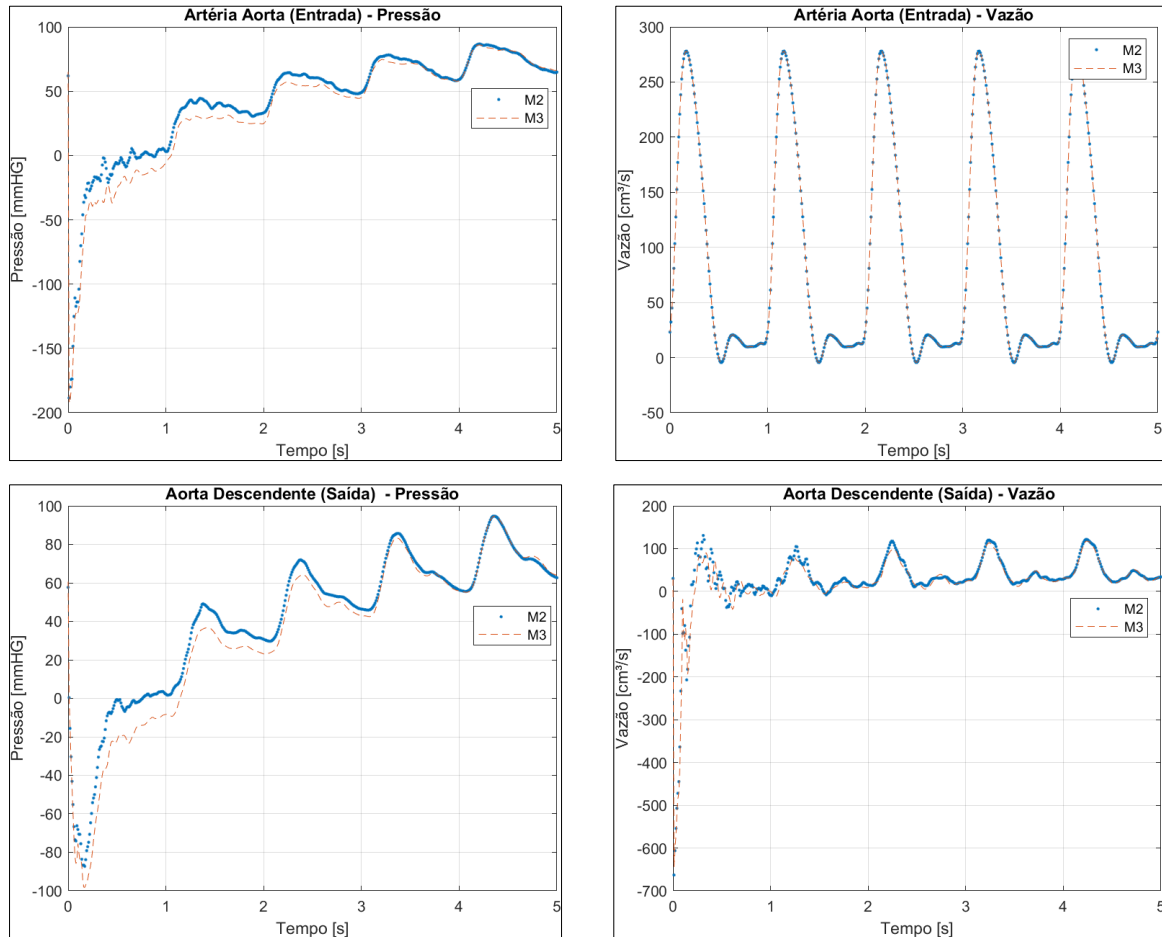 Artéria Aorta (Entrada) - Pressão
100
50
0
-50
-100
-150
-200
Pressão [mmHG]
M2
M3
0 1 2 3 4 5
Tempo [s]
Artéria Aorta (Entrada) - Vazão
300
250
200
150
100
50
0
-50
Vazão [cm³/s]
M2
M3
0 1 2 3 4 5
Tempo [s]
Aorta Descendente (Saída) - Pressão
100
80
60
40
20
0
-20
-40
-60
-80
-100
Pressão [mmHG]
M2
M3
0 1 2 3 4 5
Tempo [s]
Aorta Descendente (Saída) - Vazão
200
100
0
-100
-200
-300
-400
-500
-600
-700
Vazão [cm³/s]
M2
M3
0 1 2 3 4 5
Tempo [s]